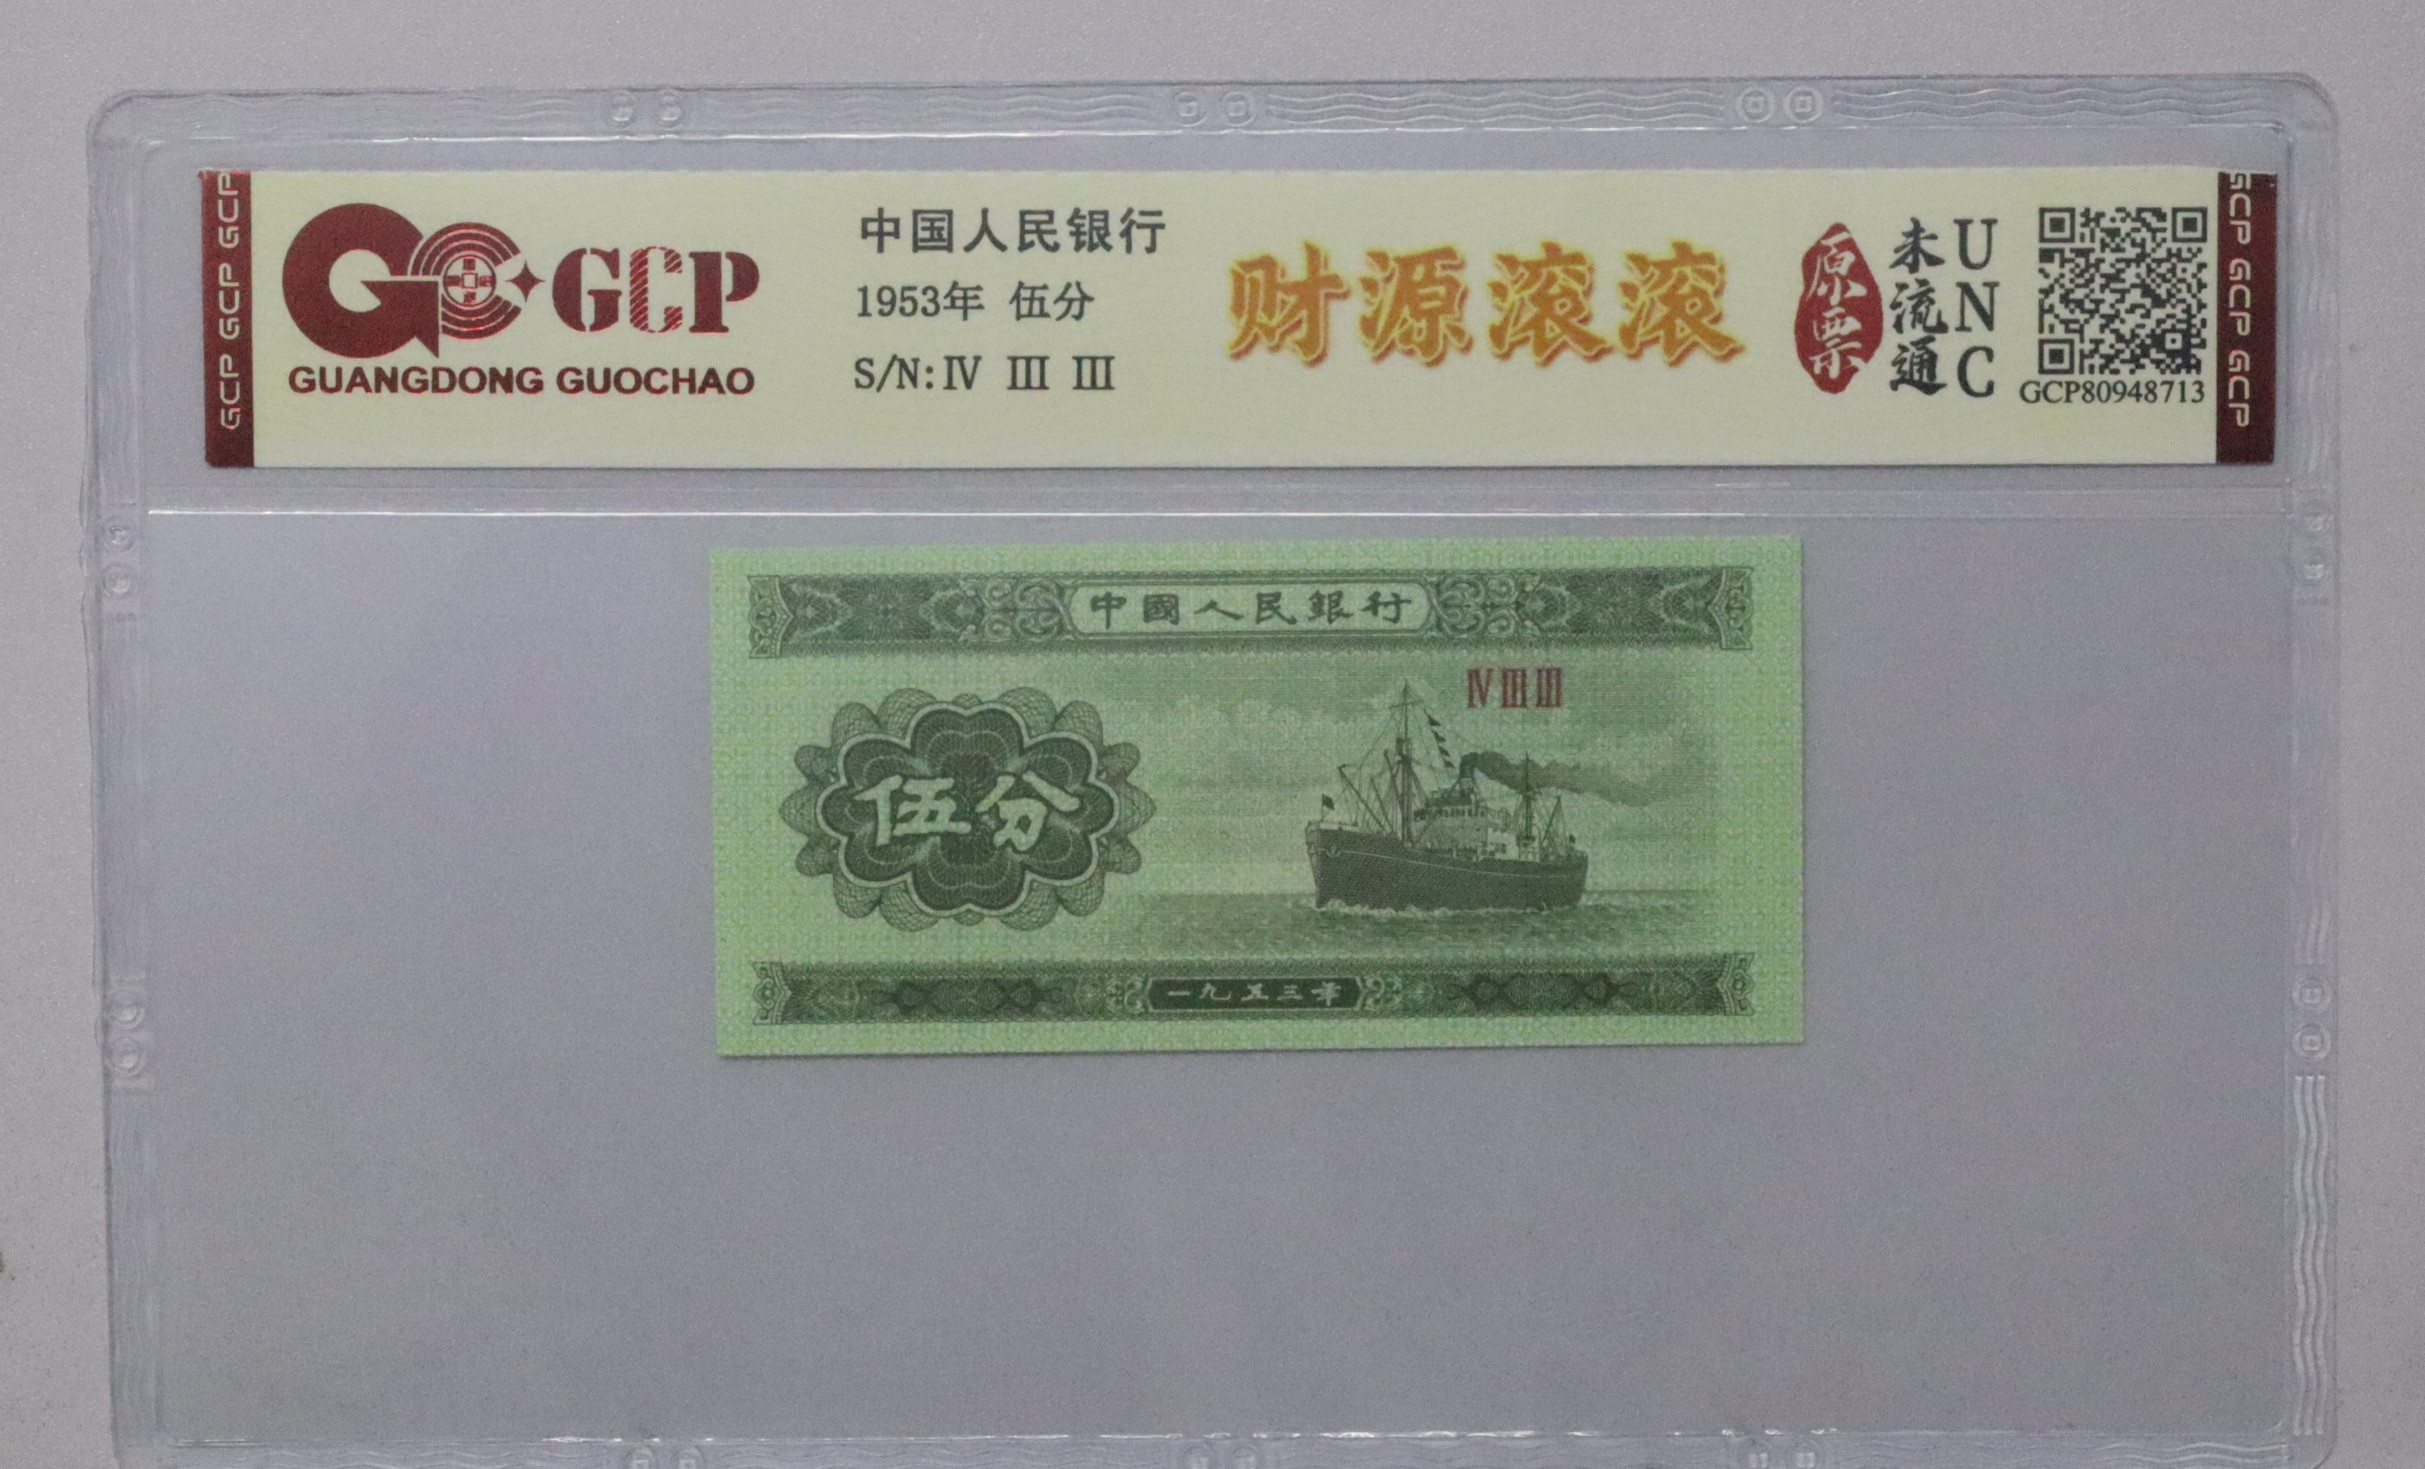 GCP GCP GCP
GCP
GUANGDONG GUOCHAO
中国人民银行
1953年 伍分
S/N:Ⅳ Ⅲ Ⅲ
财源滚滚
原票
未流通
UNC
GCP80948713
GCP GCP GCP
中國人民銀行
ⅣⅢⅢ
伍分
一九五三年